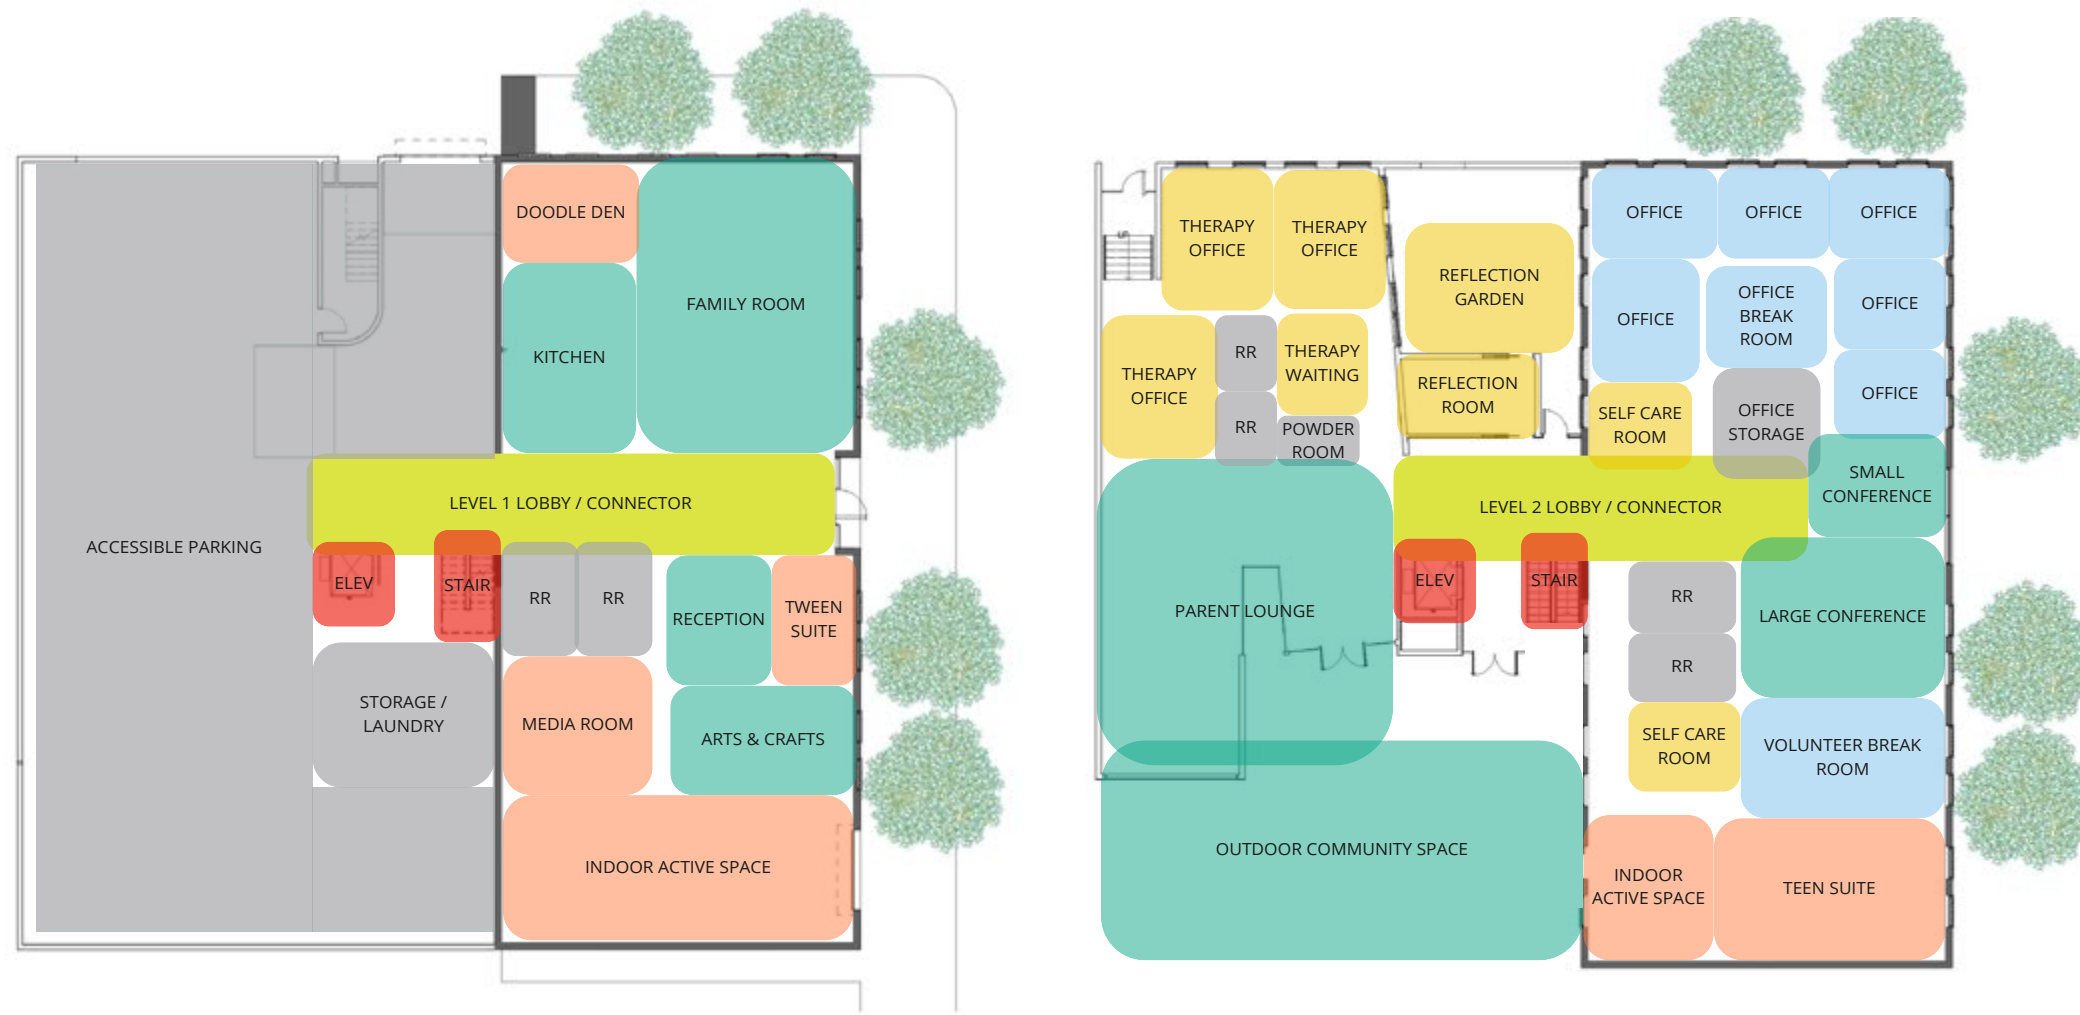 DOODLE DEN
FAMILY ROOM
KITCHEN
LEVEL 1 LOBBY / CONNECTOR
ACCESSIBLE PARKING
ELEV
STAIR
RR
RR
RECEPTION
TWEEN
SUITE
STORAGE /
LAUNDRY
MEDIA ROOM
ARTS & CRAFTS
INDOOR ACTIVE SPACE
THERAPY
OFFICE
THERAPY
OFFICE
REFLECTION
GARDEN
OFFICE
OFFICE
OFFICE
THERAPY
OFFICE
RR
THERAPY
WAITING
REFLECTION
ROOM
RR
POWDER
ROOM
OFFICE
OFFICE
BREAK
ROOM
OFFICE
OFFICE
SELF CARE
ROOM
OFFICE
STORAGE
SMALL
CONFERENCE
LEVEL 2 LOBBY / CONNECTOR
PARENT LOUNGE
ELEV
STAIR
RR
LARGE CONFERENCE
RR
SELF CARE
ROOM
VOLUNTEER BREAK
ROOM
OUTDOOR COMMUNITY SPACE
INDOOR
ACTIVE SPACE
TEEN SUITE